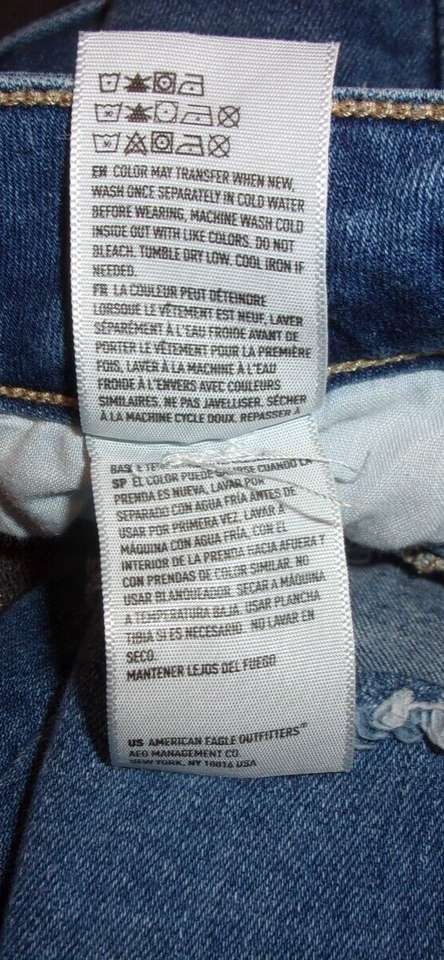 EN COLOR MAY TRANSFER WHEN NEW,
WASH ONCE SEPARATELY IN COLD WATER
BEFORE WEARING, MACHINE WASH COLD
INSIDE OUT WITH LIKE COLORS. DO NOT
BLEACH. TUMBLE DRY LOW. COOL IRON IF
NEEDED.
FR LA COULEUR PEUT DÉTEINDRE
LORSQUE LE VÊTEMENT EST NEUF, LAVER
SÉPARÉMENT À L'EAU FROIDE AVANT DE
PORTER LE VÊTEMENT POUR LA PREMIÈRE
FOIS, LAVER À LA MACHINE À L'EAU
FROIDE À L'ENVERS AVEC COULEURS
SIMILAIRES. NE PAS JAVELLISER. SÉCHER
À LA MACHINE CYCLE DOUX. REPASSER À
SP EL COLOR PUEDE CUANDO LA
PRENDA ES NUEVA, LAVAR POR
SEPARADO CON AGUA FRÍA ANTES DE
USAR POR PRIMERA VEZ, LAVAR A
MÁQUINA CON AGUA FRÍA, CON EL
INTERIOR DE LA PRENDA HACIA AFUERA Y
CON PRENDAS DE COLOR SIMILAR. NO
USAR BLANQUEADOR. SECAR A MÁQUINA
A TEMPERATURA BAJA. USAR PLANCHA
TIBIA SI ES NECESARIO. NO LAVAR EN
SECO.
MANTENER LEJOS DEL FUEGO
US AMERICAN EAGLE OUTFITTERS®
AEO MANAGEMENT CO.
NEW YORK, NY 10016 USA